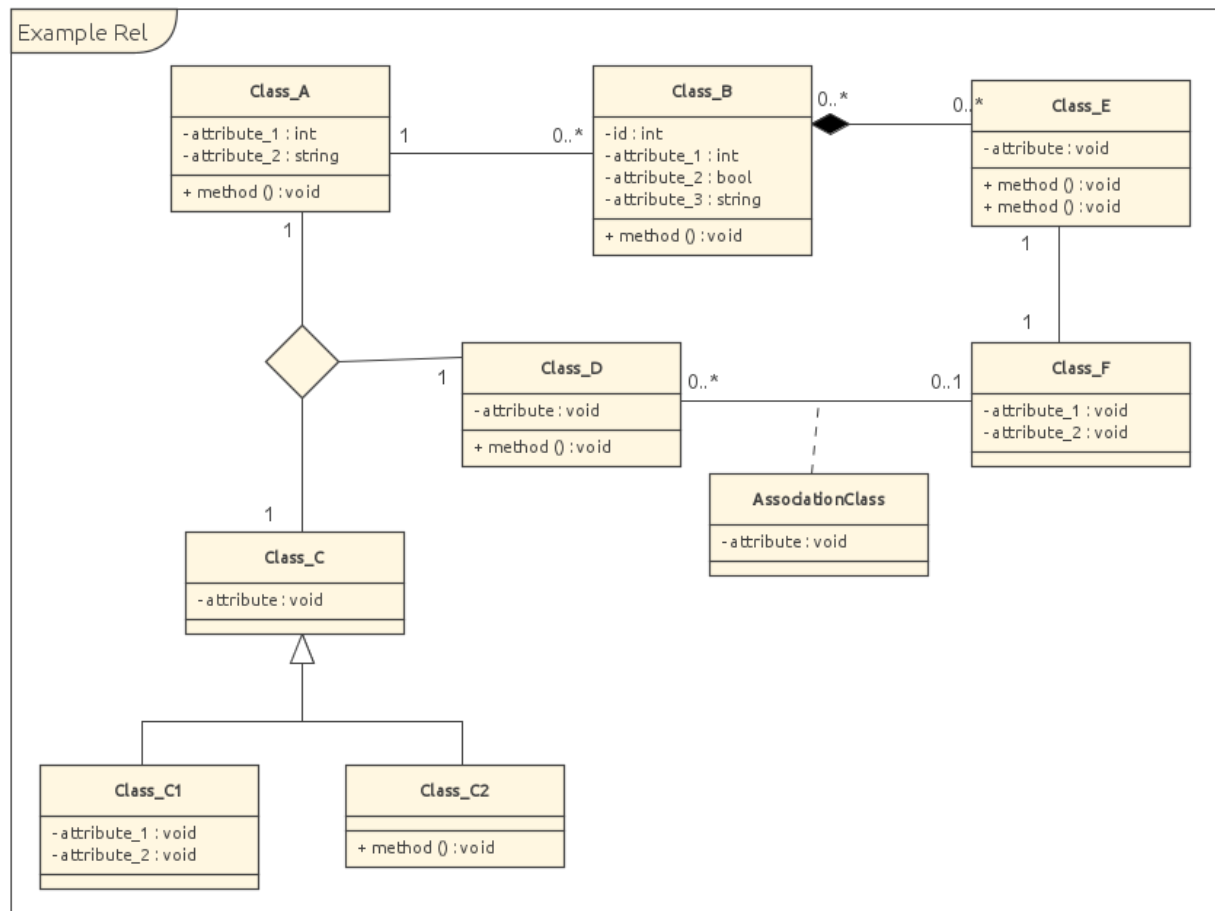 Example Rel
Class_A
-attribute_1 : int
-attribute_2 : string
+ method () : void
1
0..*
Class_B
-id : int
-attribute_1 : int
-attribute_2 : bool
-attribute_3 : string
+ method () : void
0..*
0..*
Class_E
-attribute : void
+ method () : void
+ method () : void
1
1
1
1
Class_D
-attribute : void
+ method () : void
0..*
0..1
Class_F
-attribute_1 : void
-attribute_2 : void
AssociationClass
-attribute : void
1
Class_C
-attribute : void
Class_C1
-attribute_1 : void
-attribute_2 : void
Class_C2
+ method () : void